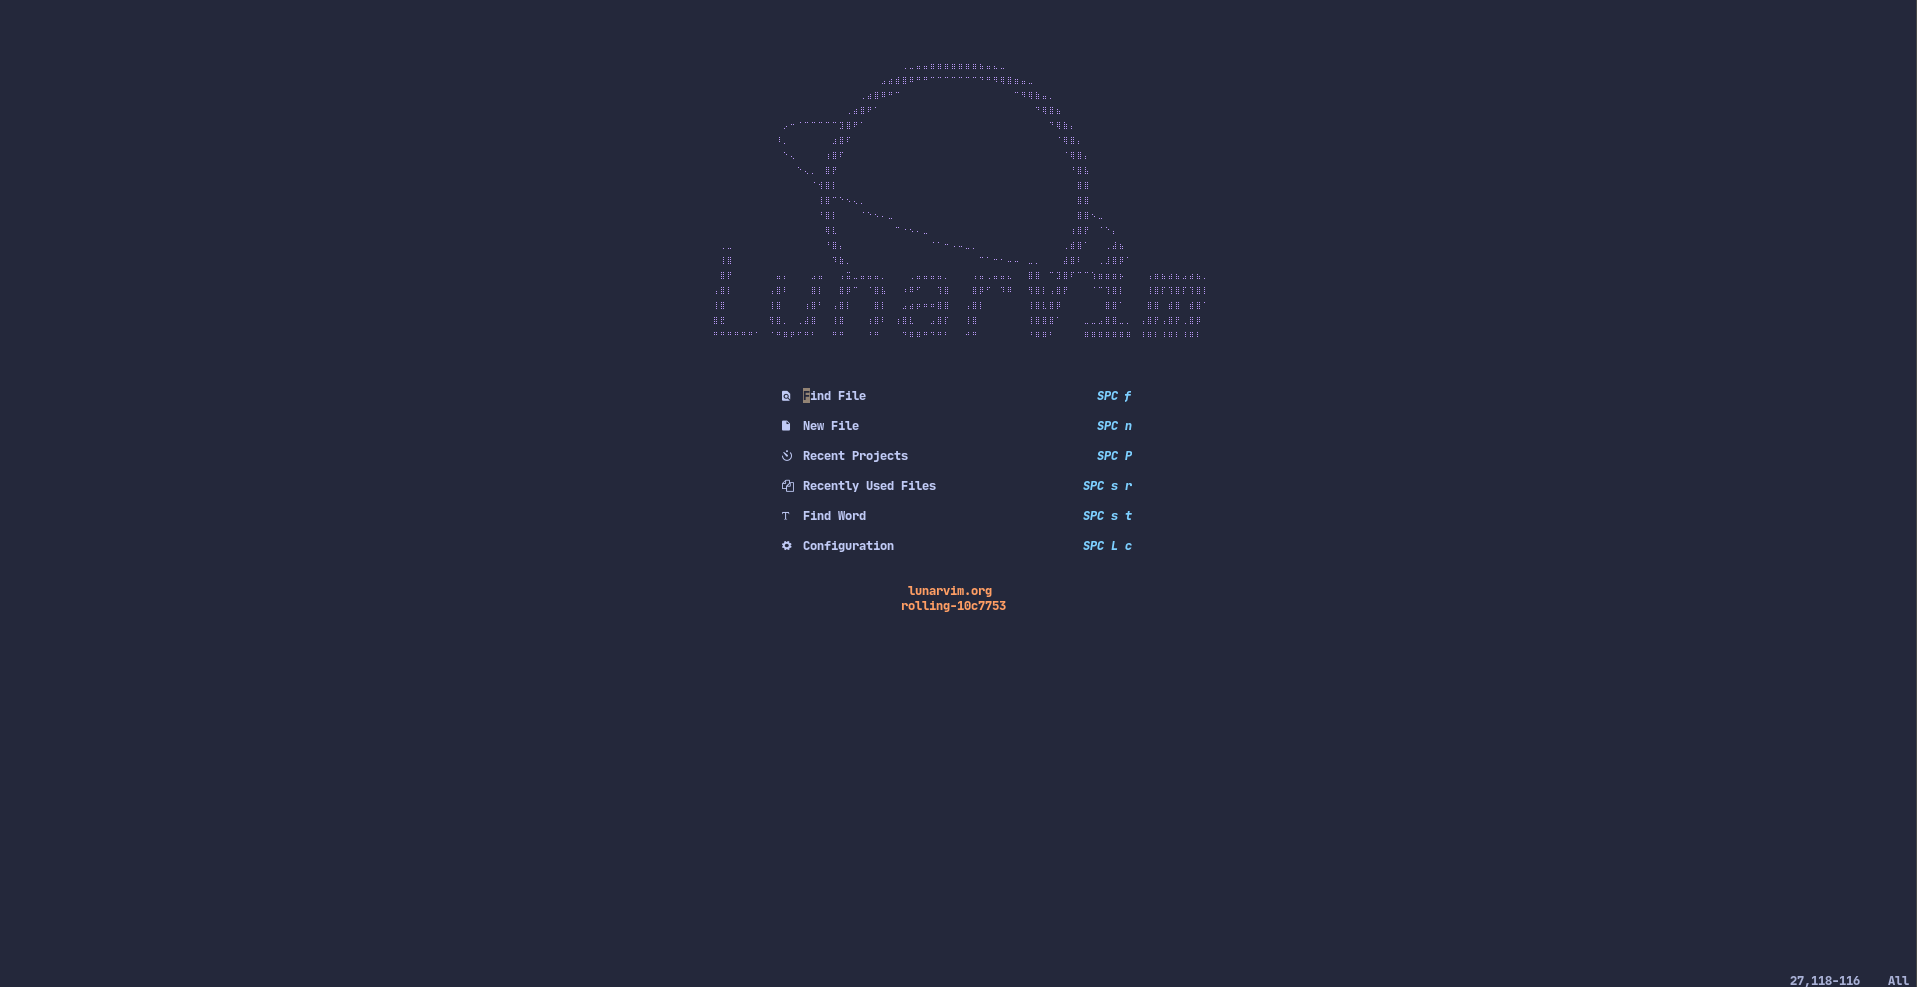 LunarVim
Find File SPC f
New File SPC n
Recent Projects SPC P
Recently Used Files SPC s r
Find Word SPC s t
Configuration SPC L c
lunarvim.org
rolling-10c7753
27,118-116 All